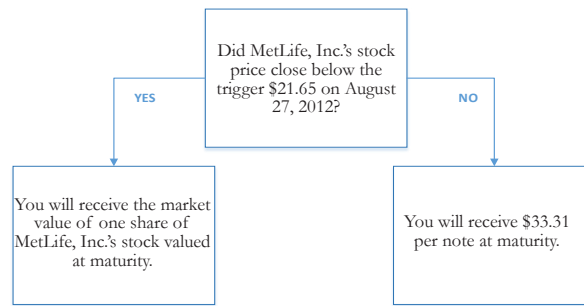 Did MetLife, Inc.'s stock
price close below the
trigger $21.65 on August
27, 2012?
YES
NO
You will receive the market
value of one share of
MetLife, Inc.'s stock valued
at maturity.
You will receive $33.31
per note at maturity.